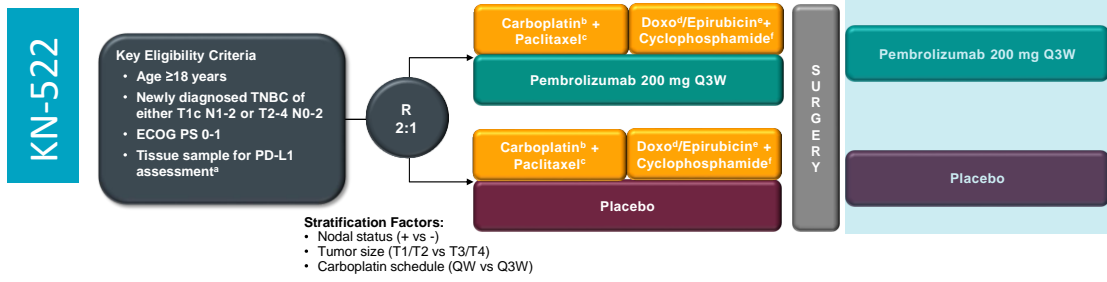 KN-522
Key Eligibility Criteria
• Age ≥18 years
• Newly diagnosed TNBC of
either T1c N1-2 or T2-4 N0-2
• ECOG PS 0-1
• Tissue sample for PD-L1
assessmentᵃ
R
2:1
Carboplatinᵇ +
Paclitaxelᶜ
Doxoᵈ/Epirubicinᵉ+
Cyclophosphamideᶠ
Pembrolizumab 200 mg Q3W
Carboplatinᵇ +
Paclitaxelᶜ
Doxoᵈ/Epirubicinᵉ +
Cyclophosphamideᶠ
Placebo
SURGERY
Pembrolizumab 200 mg Q3W
Placebo
Stratification Factors:
• Nodal status (+ vs -)
• Tumor size (T1/T2 vs T3/T4)
• Carboplatin schedule (QW vs Q3W)